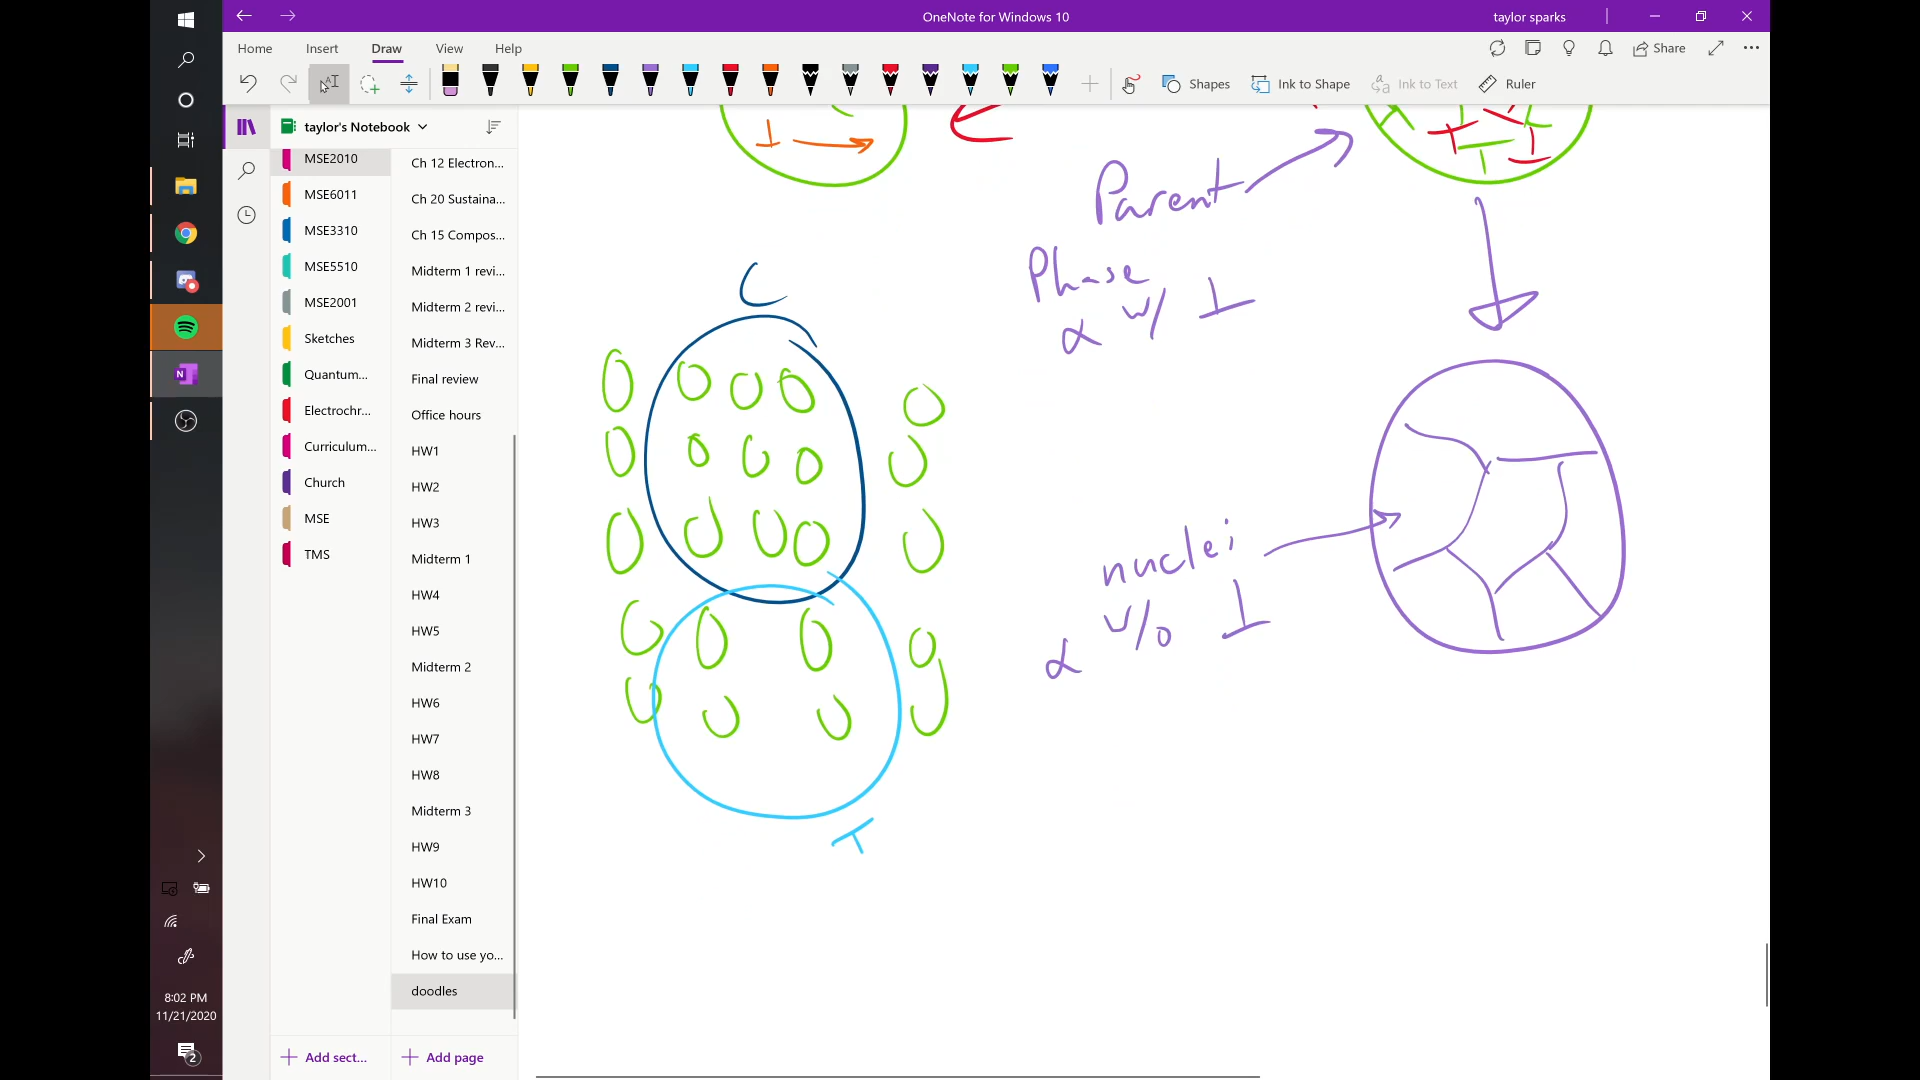 OneNote for Windows 10
taylor sparks
Home Insert Draw View Help
Share
Shapes
Ink to Shape
Ink to Text
Ruler
taylor's Notebook
MSE2010
MSE6011
MSE3310
MSE5510
MSE2001
Sketches
Quantum...
Electrochr...
Curriculum...
Church
MSE
TMS
Add sect...
Ch 12 Electron...
Ch 20 Sustaina...
Ch 15 Compos...
Midterm 1 revi...
Midterm 2 revi...
Midterm 3 Rev...
Final review
Office hours
HW1
HW2
HW3
Midterm 1
HW4
HW5
Midterm 2
HW6
HW7
HW8
Midterm 3
HW9
HW10
Final Exam
How to use yo...
doodles
Add page
Parent
Phase
α w/ ⊥
C
T
nuclei
w/o ⊥
α
8:02 PM
11/21/2020
2